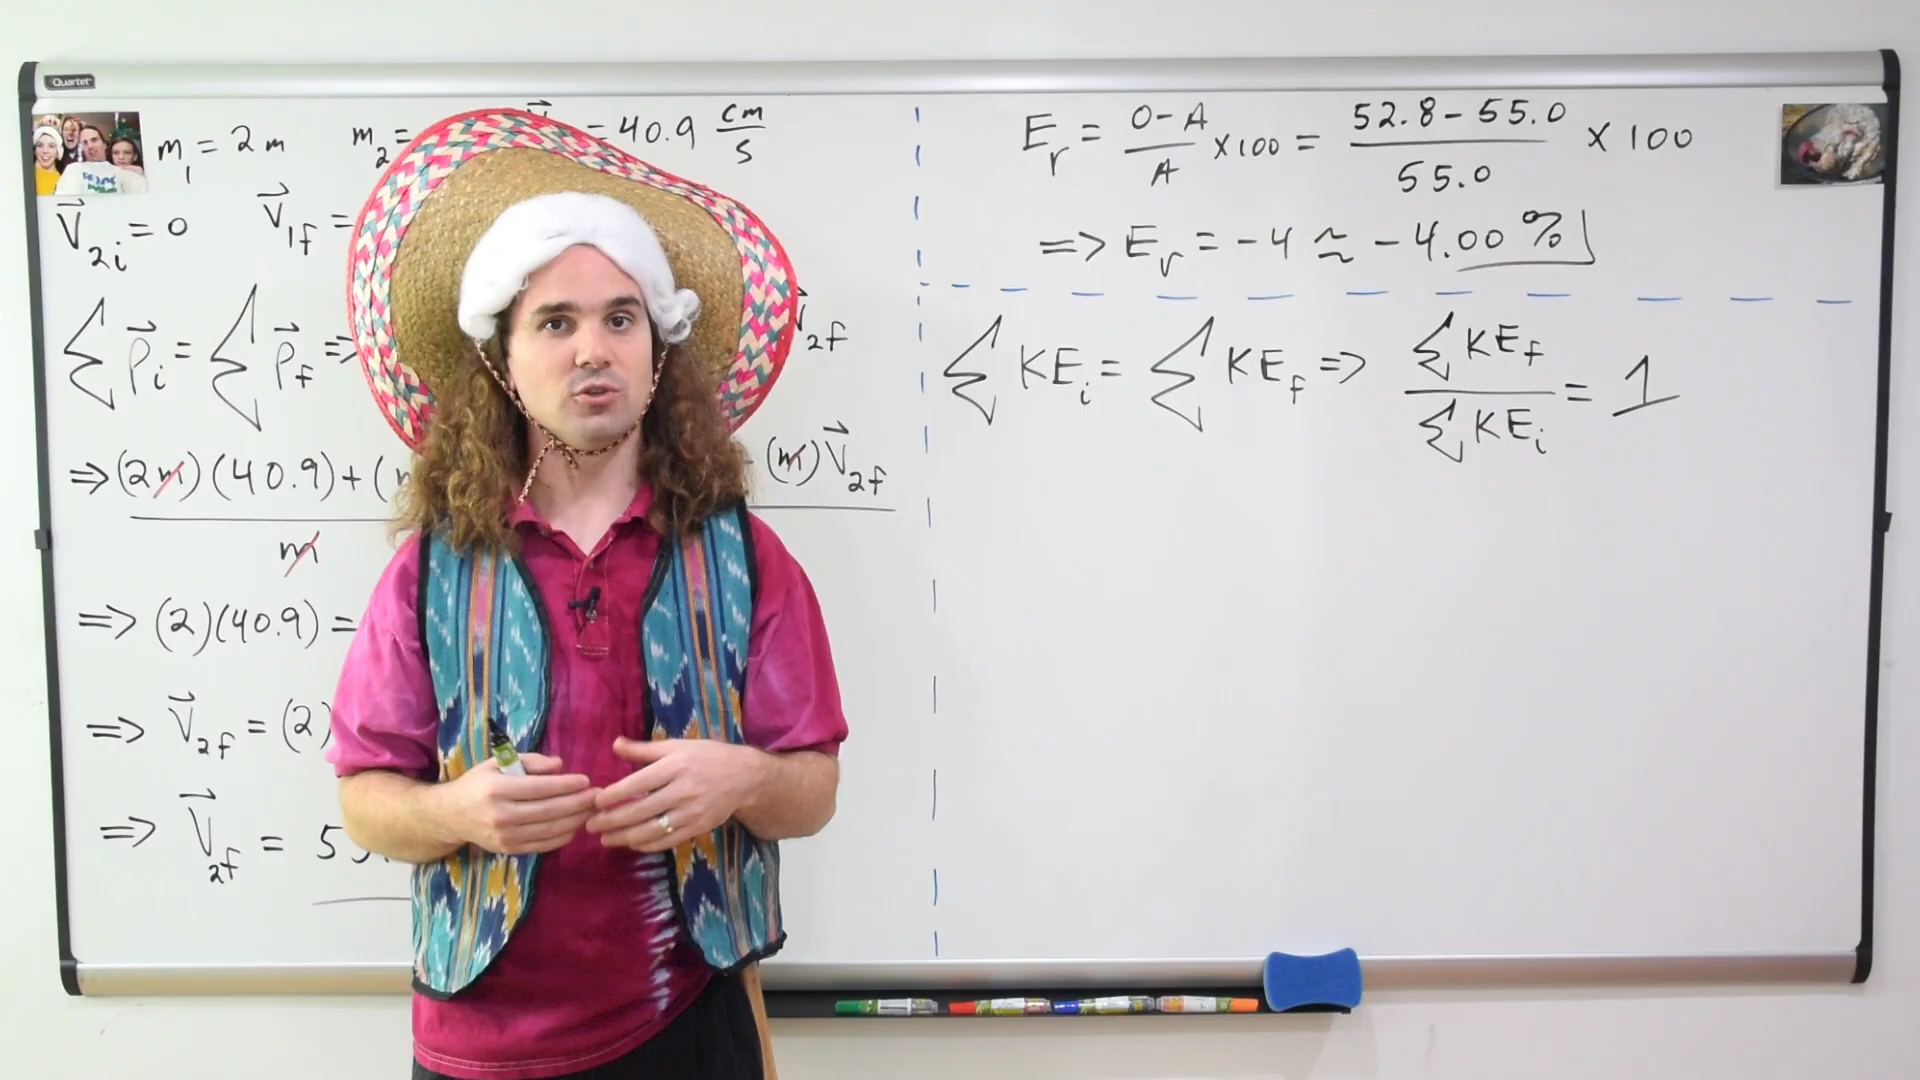 Quartet
m₁ = 2m m₂ = = 40.9 cm/s
V⃗₂ᵢ = 0 V⃗₁f =
∑ p⃗ᵢ = ∑ p⃗f => V⃗₂f
=> (2m)(40.9) + ( (m) V⃗₂f
m
=> (2)(40.9) =
=> V⃗₂f = (2)
=> V⃗₂f = 55.
Eᵣ = O-A/A x100 = 52.8 - 55.0/55.0 x 100
=> Eᵣ = -4 ≈ -4.00 %
∑ KEᵢ = ∑ KEf => ∑ KEf/∑ KEᵢ = 1